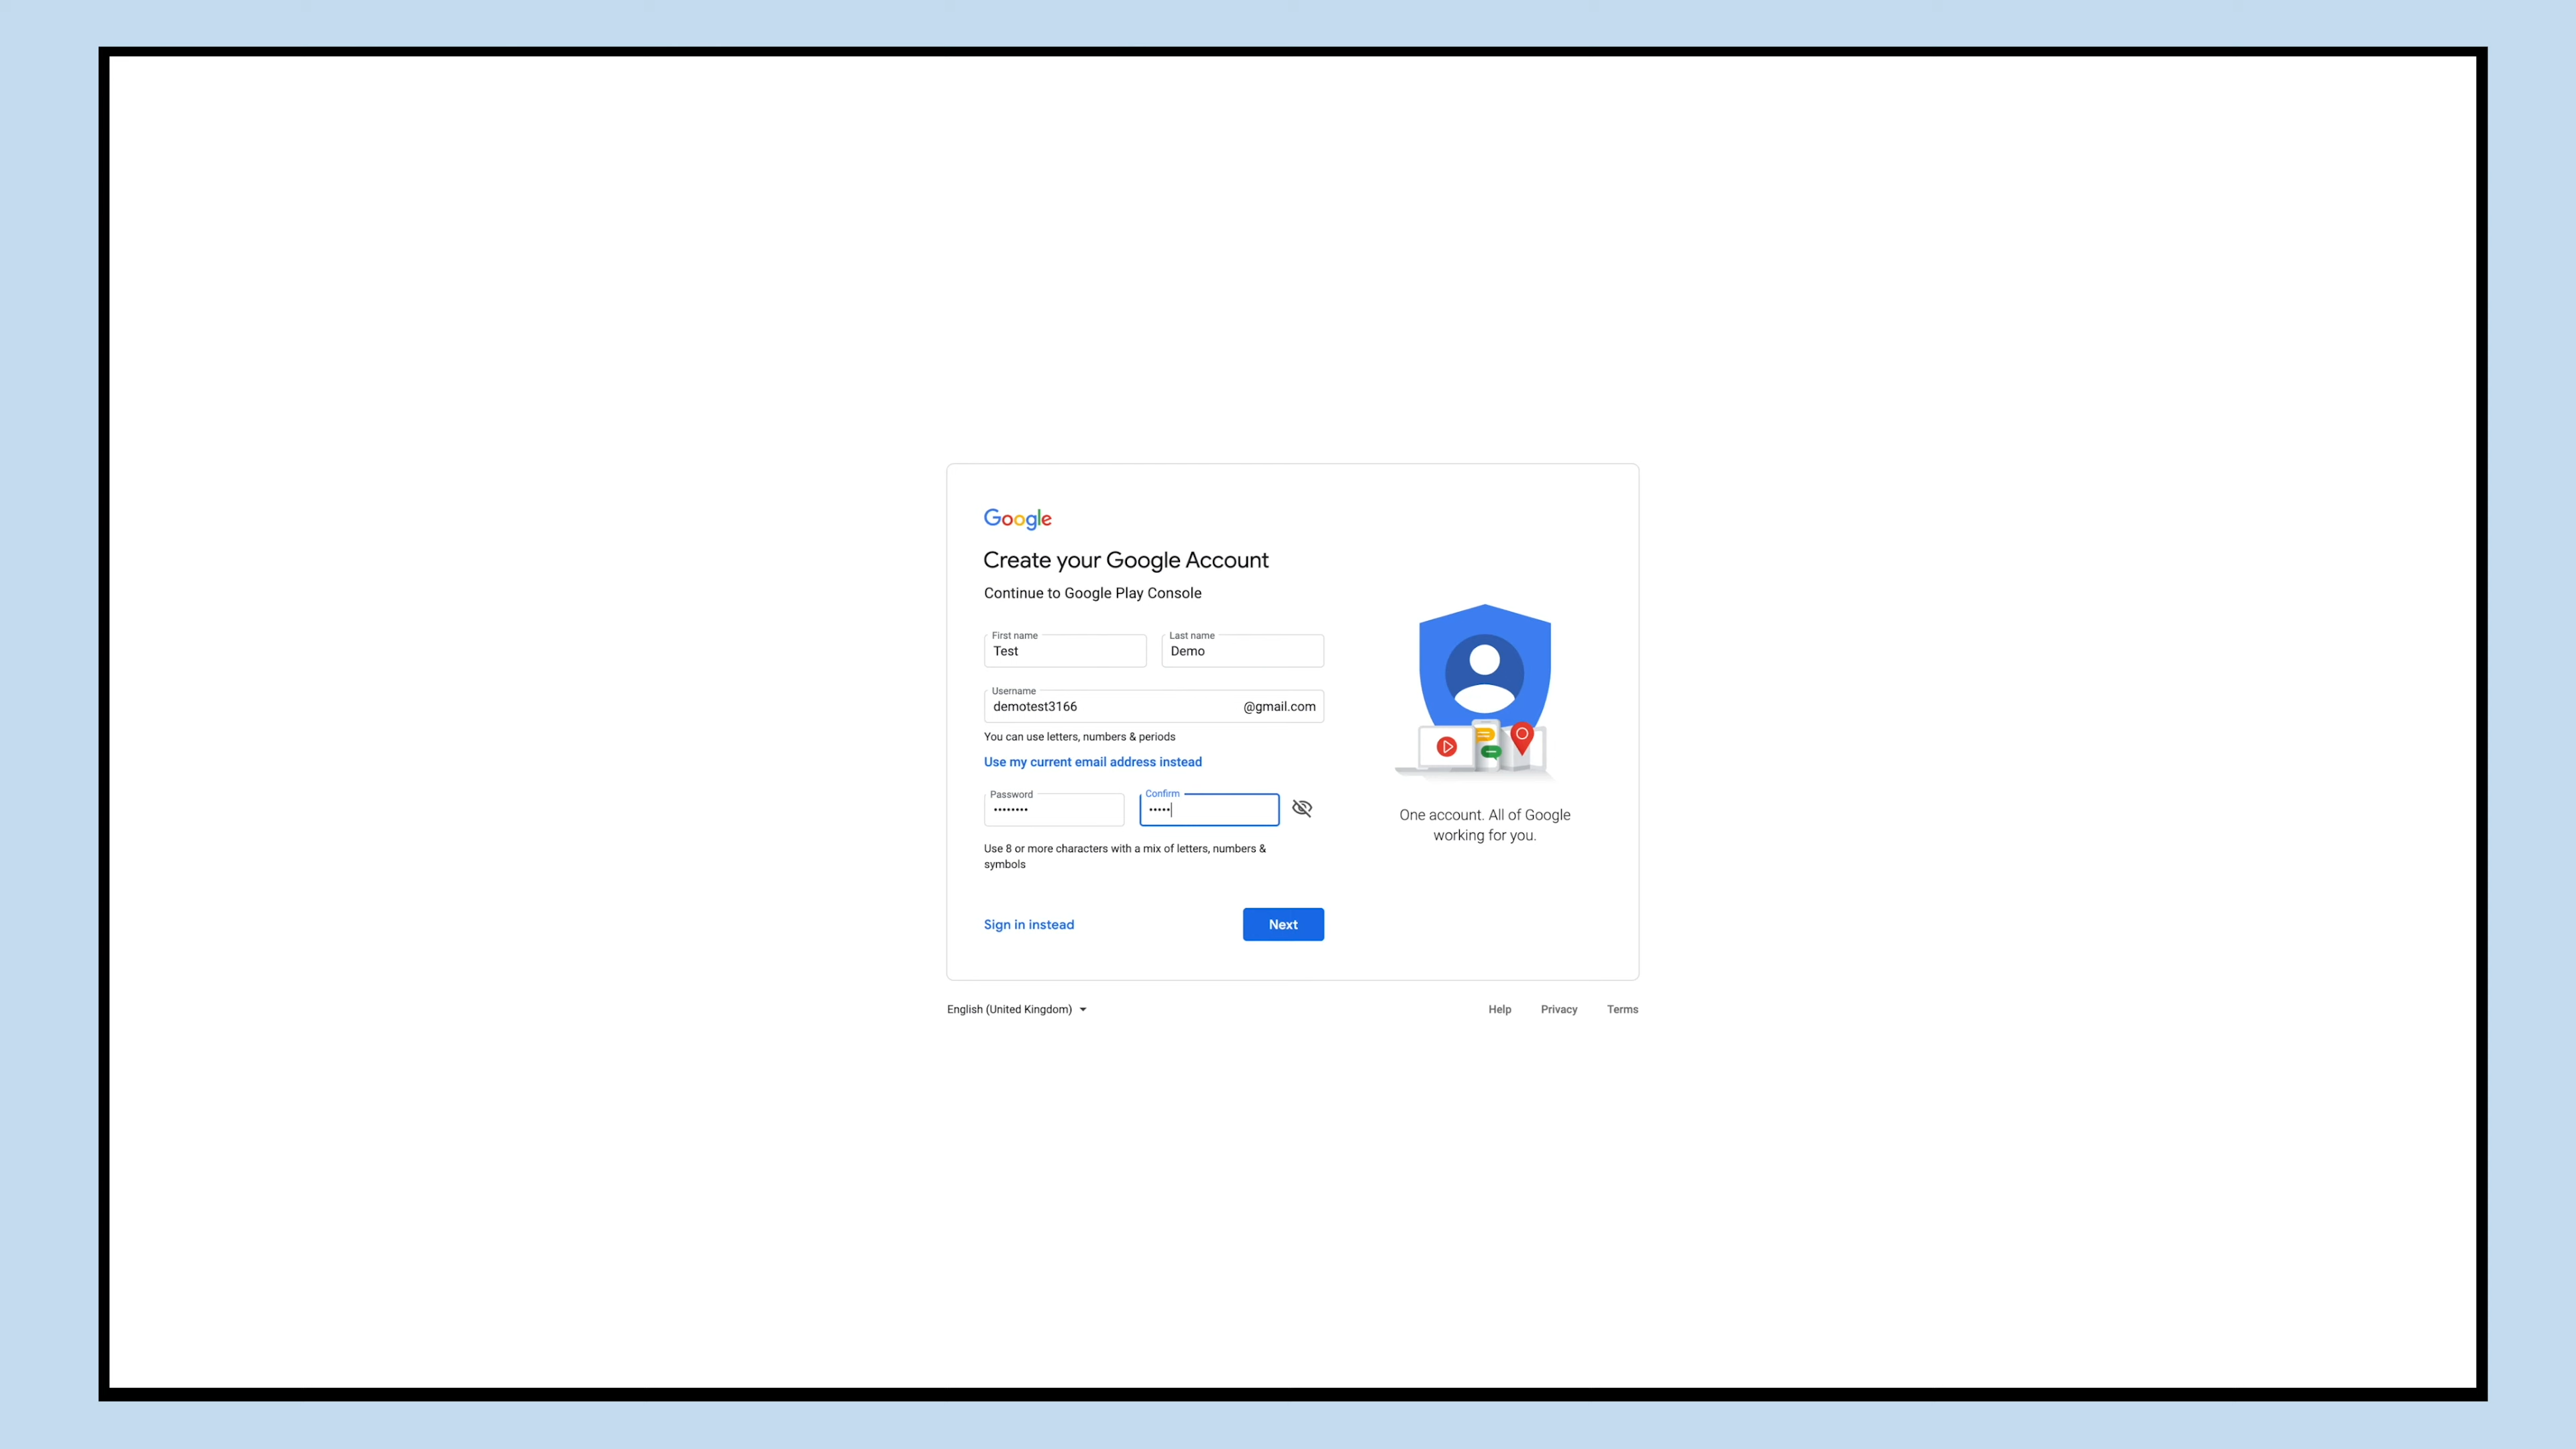 Google
Create your Google Account
Continue to Google Play Console
First name
Test
Last name
Demo
Username
demotest3166
@gmail.com
You can use letters, numbers & periods
Use my current email address instead
Password
••••••••
Confirm
•••••
Use 8 or more characters with a mix of letters, numbers &
symbols
Sign in instead
Next
One account. All of Google
working for you.
English (United Kingdom)
Help
Privacy
Terms